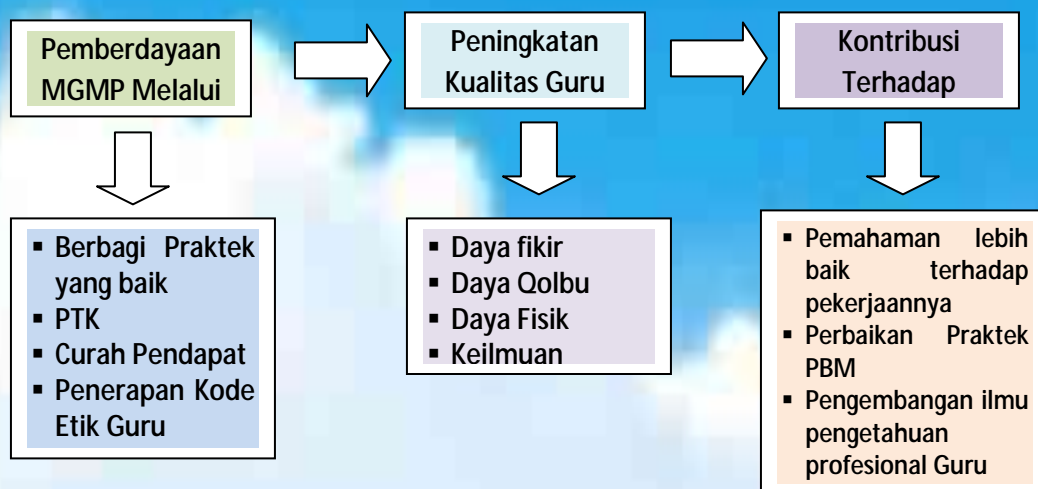 Pemberdayaan
MGMP Melalui
Peningkatan
Kualitas Guru
Kontribusi
Terhadap
▪ Berbagi Praktek
yang baik
▪ PTK
▪ Curah Pendapat
▪ Penerapan Kode
Etik Guru
▪ Daya fikir
▪ Daya Qolbu
▪ Daya Fisik
▪ Keilmuan
▪ Pemahaman lebih
baik terhadap
pekerjaannya
▪ Perbaikan Praktek
PBM
▪ Pengembangan ilmu
pengetahuan
profesional Guru